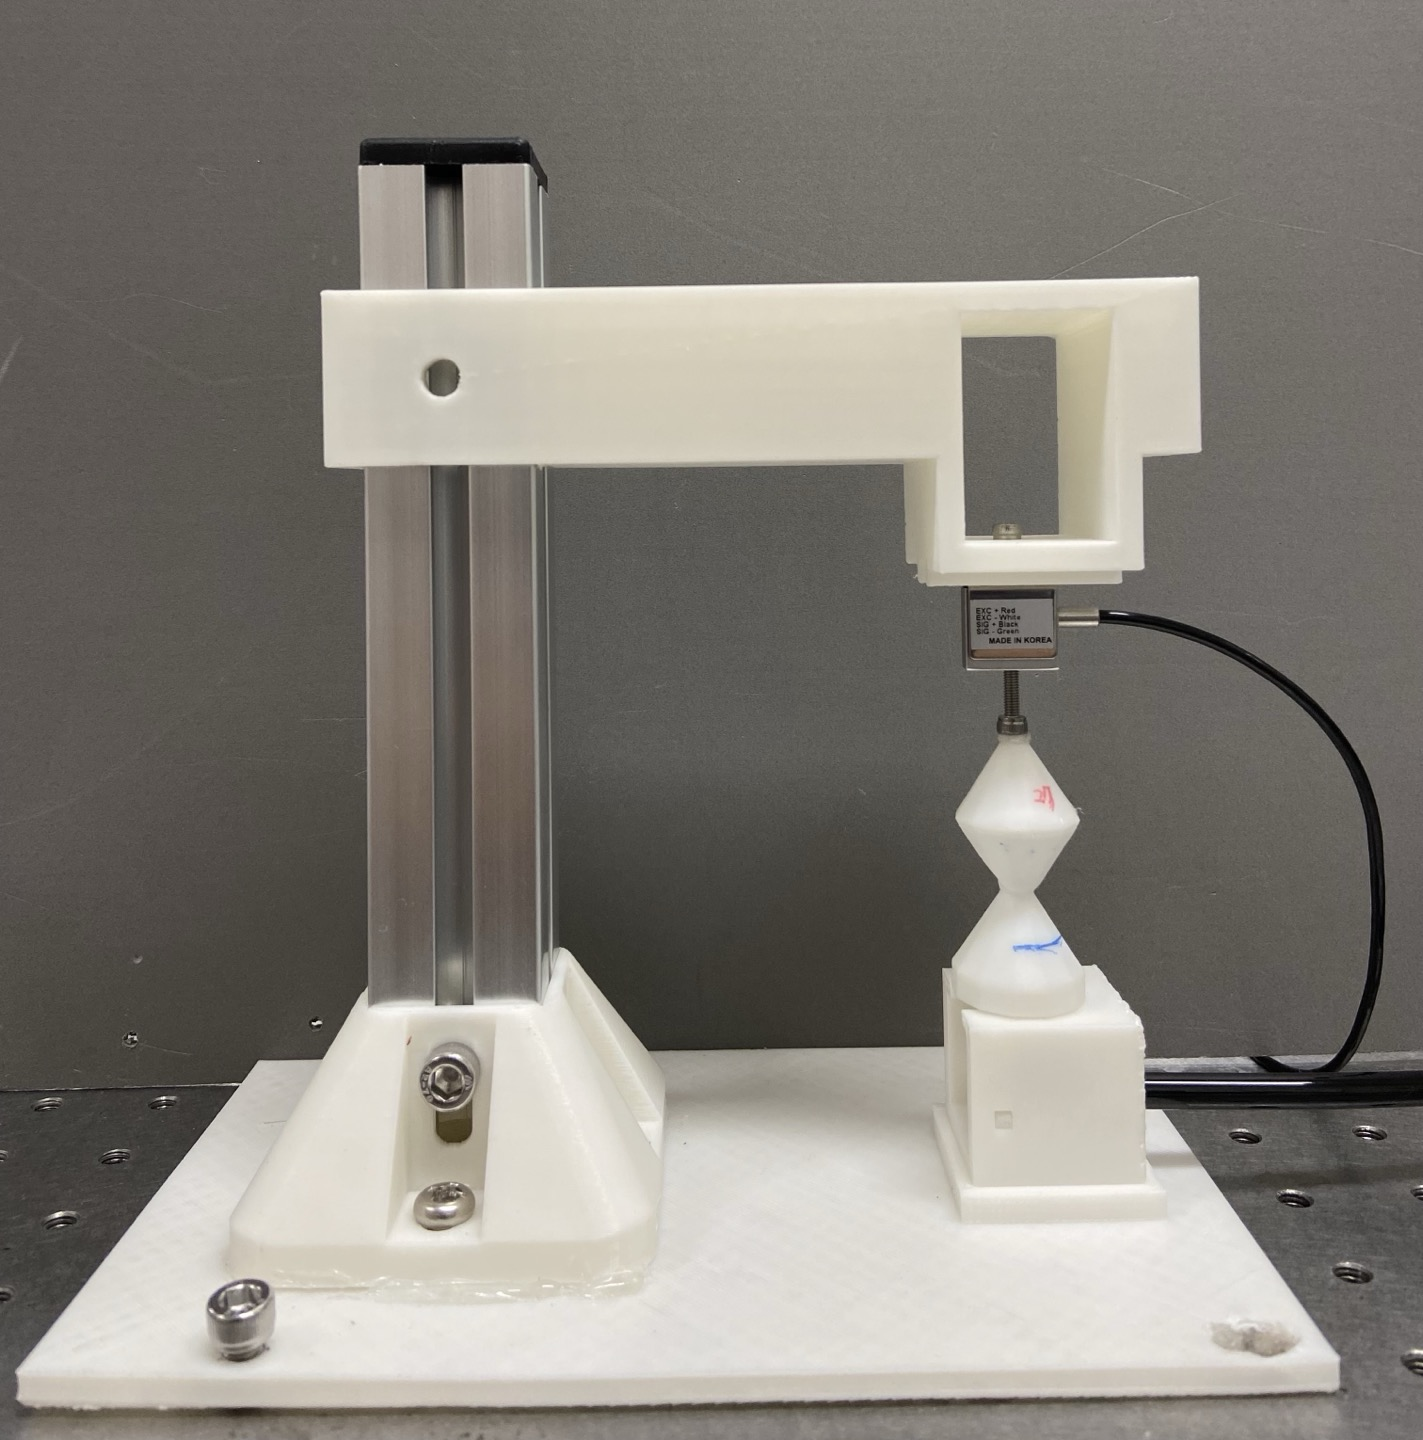 EXC + Red
EXC - White
SIG + Black
SIG - Green
MADE IN KOREA